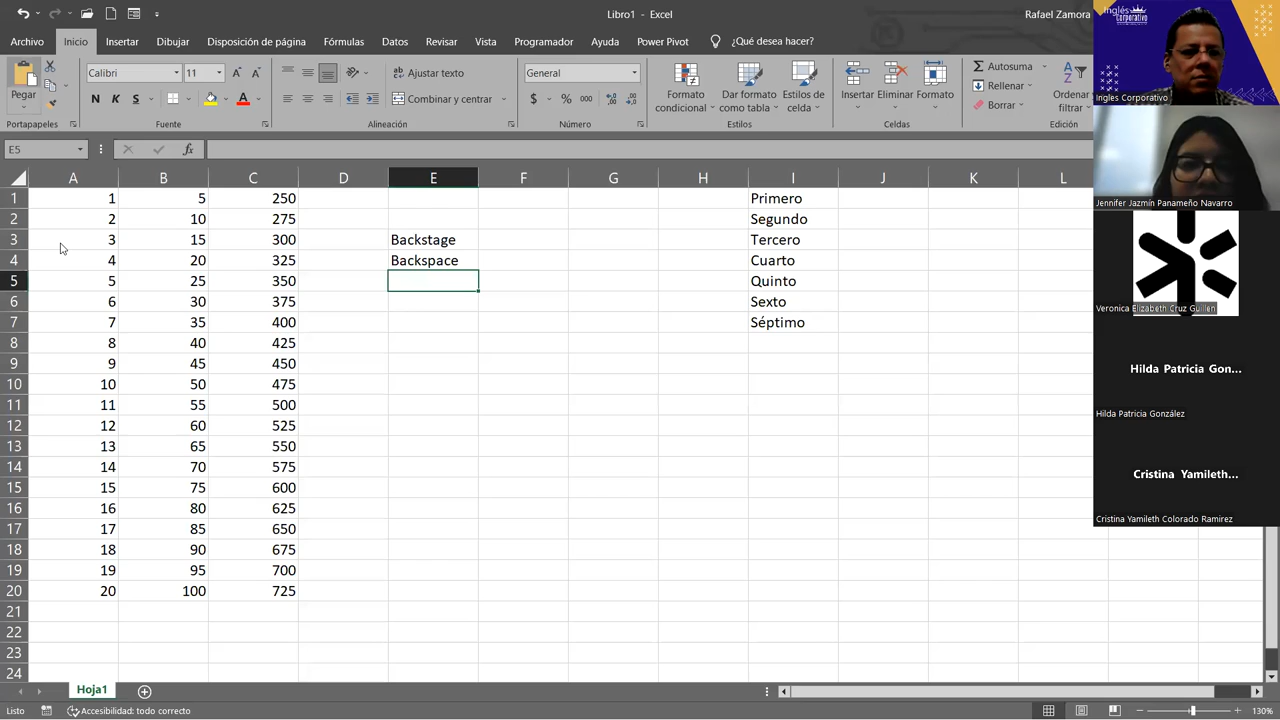 Libro1 - Excel
Rafael Zamora
Archivo Inicio Insertar Dibujar Disposición de página Fórmulas Datos Revisar Vista Programador Ayuda Power Pivot ¿Qué desea hacer?
Pegar
Portapapeles
Calibri 11
N K S
Fuente
Ajustar texto
Combinar y centrar
Alineación
General
$ % 000
Número
Formato condicional
Dar formato como tabla
Estilos de celda
Estilos
Insertar Eliminar Formato
Celdas
Autosuma
Rellenar
Borrar
Ordenar filtrar
Edición
E5
fx
A B C D E F G H I J K L
1 1 5 250 Primero
2 2 10 275 Segundo
3 3 15 300 Backstage Tercero
4 4 20 325 Backspace Cuarto
5 5 25 350 Quinto
6 6 30 375 Sexto
7 7 35 400 Séptimo
8 8 40 425
9 9 45 450
10 10 50 475
11 11 55 500
12 12 60 525
13 13 65 550
14 14 70 575
15 15 75 600
16 16 80 625
17 17 85 650
18 18 90 675
19 19 95 700
20 20 100 725
21
22
23
24
Hoja1
Listo
Accesibilidad: todo correcto
130%
Inglés Corporativo
Ingles Corporativo
Jennifer Jazmín Panameño Navarro
Veronica Elizabeth Cruz Guillen
Hilda Patricia Gon...
Hilda Patricia González
Cristina Yamileth...
Cristina Yamileth Colorado Ramirez